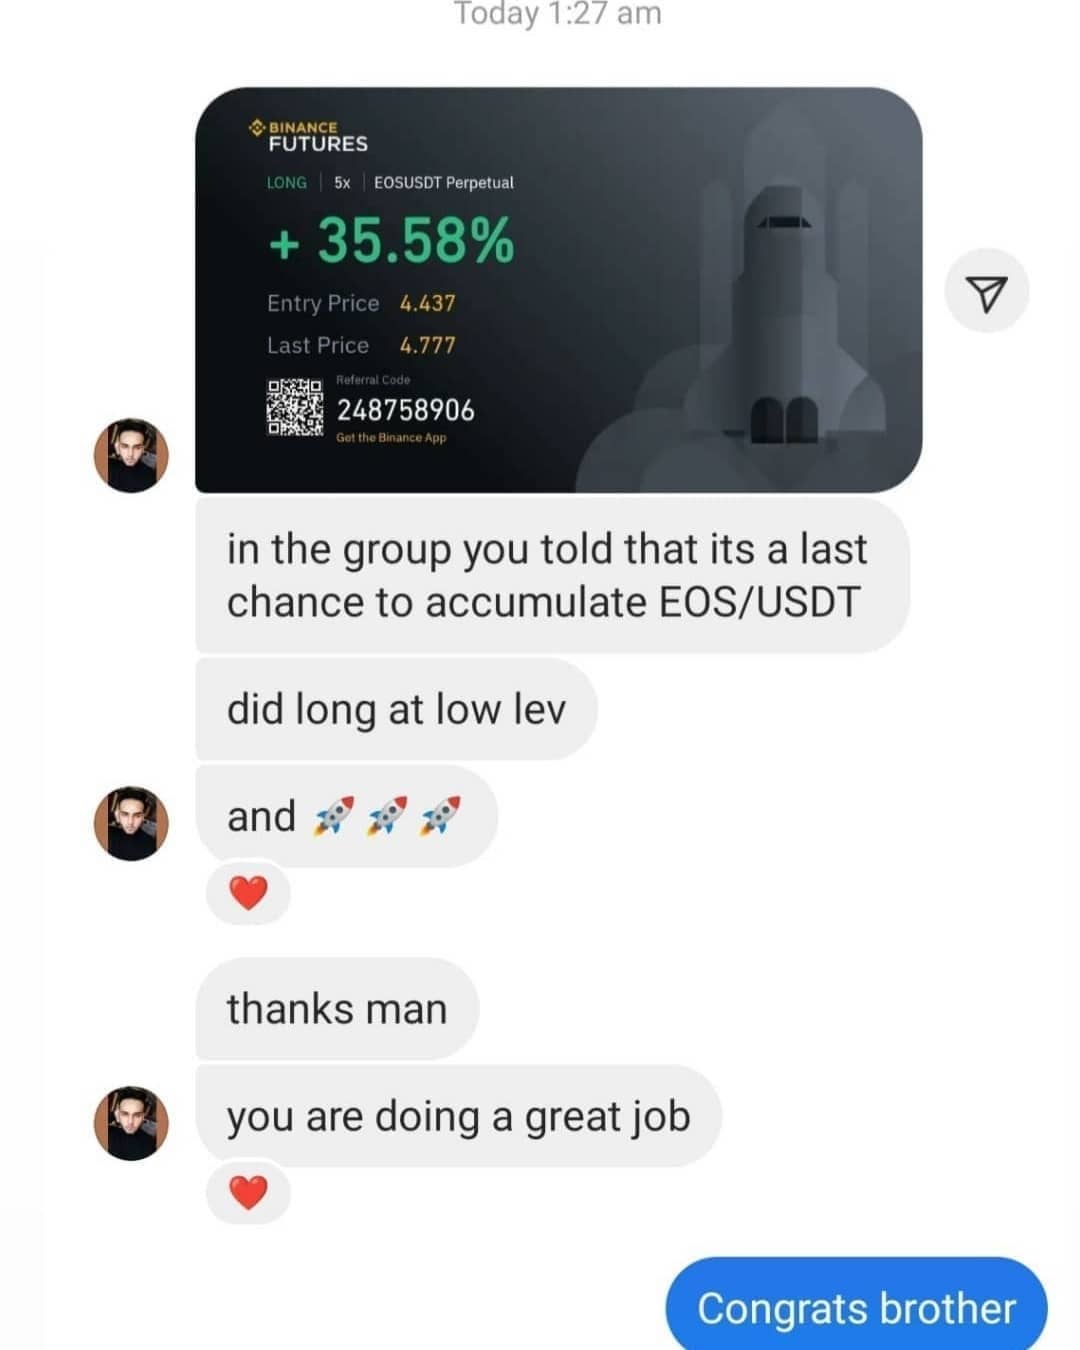 Today 1:27 am
BINANCE
FUTURES
LONG | 5x | EOSUSDT Perpetual
+ 35.58%
Entry Price 4.437
Last Price 4.777
Referral Code
248758906
Get the Binance App
in the group you told that its a last
chance to accumulate EOS/USDT
did long at low lev
and 🚀🚀🚀
❤️
thanks man
you are doing a great job
❤️
Congrats brother